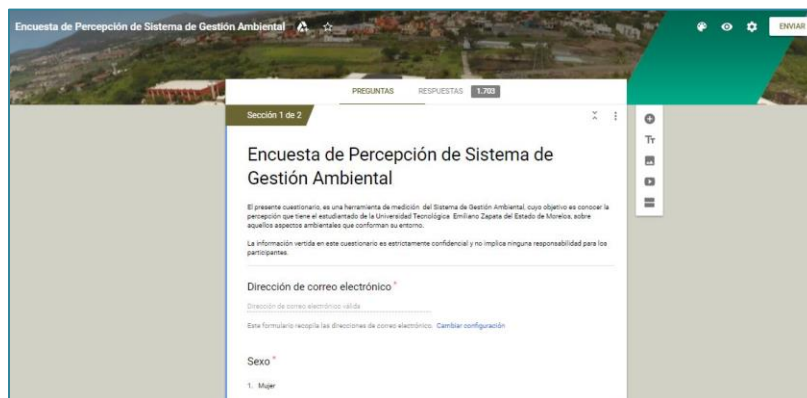 Encuesta de Percepción de Sistema de Gestión Ambiental
ENVIAR
PREGUNTAS RESPUESTAS 1.703
Sección 1 de 2
Encuesta de Percepción de Sistema de
Gestión Ambiental
El presente cuestionario, es una herramienta de medición del Sistema de Gestión Ambiental, cuyo objetivo es conocer la
percepción que tiene el estudiantado de la Universidad Tecnológica Emiliano Zapata del Estado de Morelos, sobre
aquellos aspectos ambientales que conforman su entorno.
La información vertida en este cuestionario es estrictamente confidencial y no implica ninguna responsabilidad para los
participantes.
Dirección de correo electrónico *
Dirección de correo electrónico válida
Este formulario recopila las direcciones de correo electrónico. Cambiar configuración
Tт
Sexo *
1. Mujer